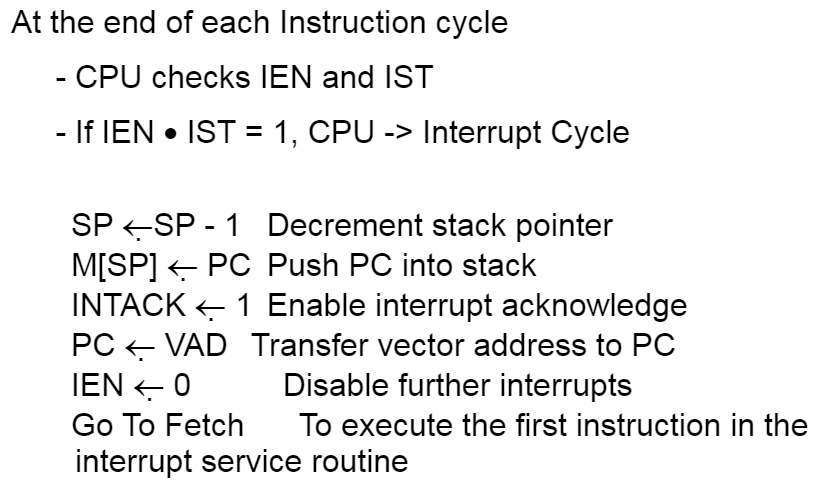 At the end of each Instruction cycle
- CPU checks IEN and IST
- If IEN • IST = 1, CPU -> Interrupt Cycle
SP ← SP - 1 Decrement stack pointer
M[SP] ← PC Push PC into stack
INTACK ← 1 Enable interrupt acknowledge
PC ← VAD Transfer vector address to PC
IEN ← 0 Disable further interrupts
Go To Fetch To execute the first instruction in the
interrupt service routine